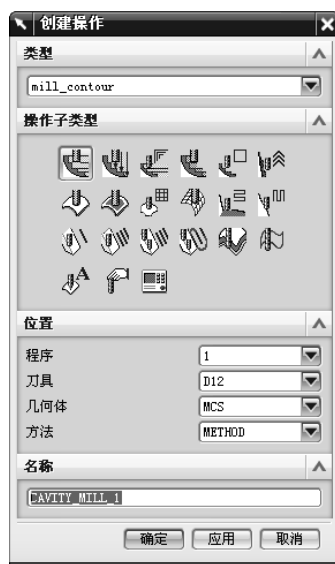 创建操作
类型
mill_contour
操作子类型
A
位置
程序 1
刀具 D12
几何体 MCS
方法 METHOD
名称
CAVITY_MILL_1
确定 应用 取消